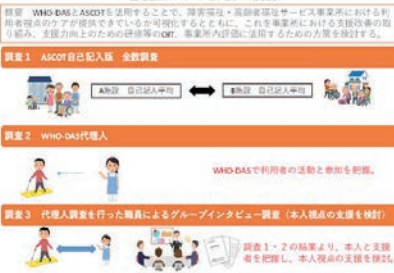 概要　WHO-DASとASCOTを活用することで、障害福祉・高齢者福祉サービス事業所における利
用者視点のケアが提供できているか可視化するとともに、これを事業所における支援改善の取
り組み、支援力向上のための研修等のOJT、事業所内評価に活用するための方策を検討する。
調査1　ASCOT自己記入版　全数調査
A施設　自己記入平均
B施設　自己記入平均
調査2　WHO-DAS代理人
WHO-DASで利用者の活動と参加を把握。
調査3　代理人調査を行った職員によるグループインタビュー調査（本人視点の支援を検討）
調査1・2の結果より、本人と支援
者を把握し、本人視点の支援を検討。